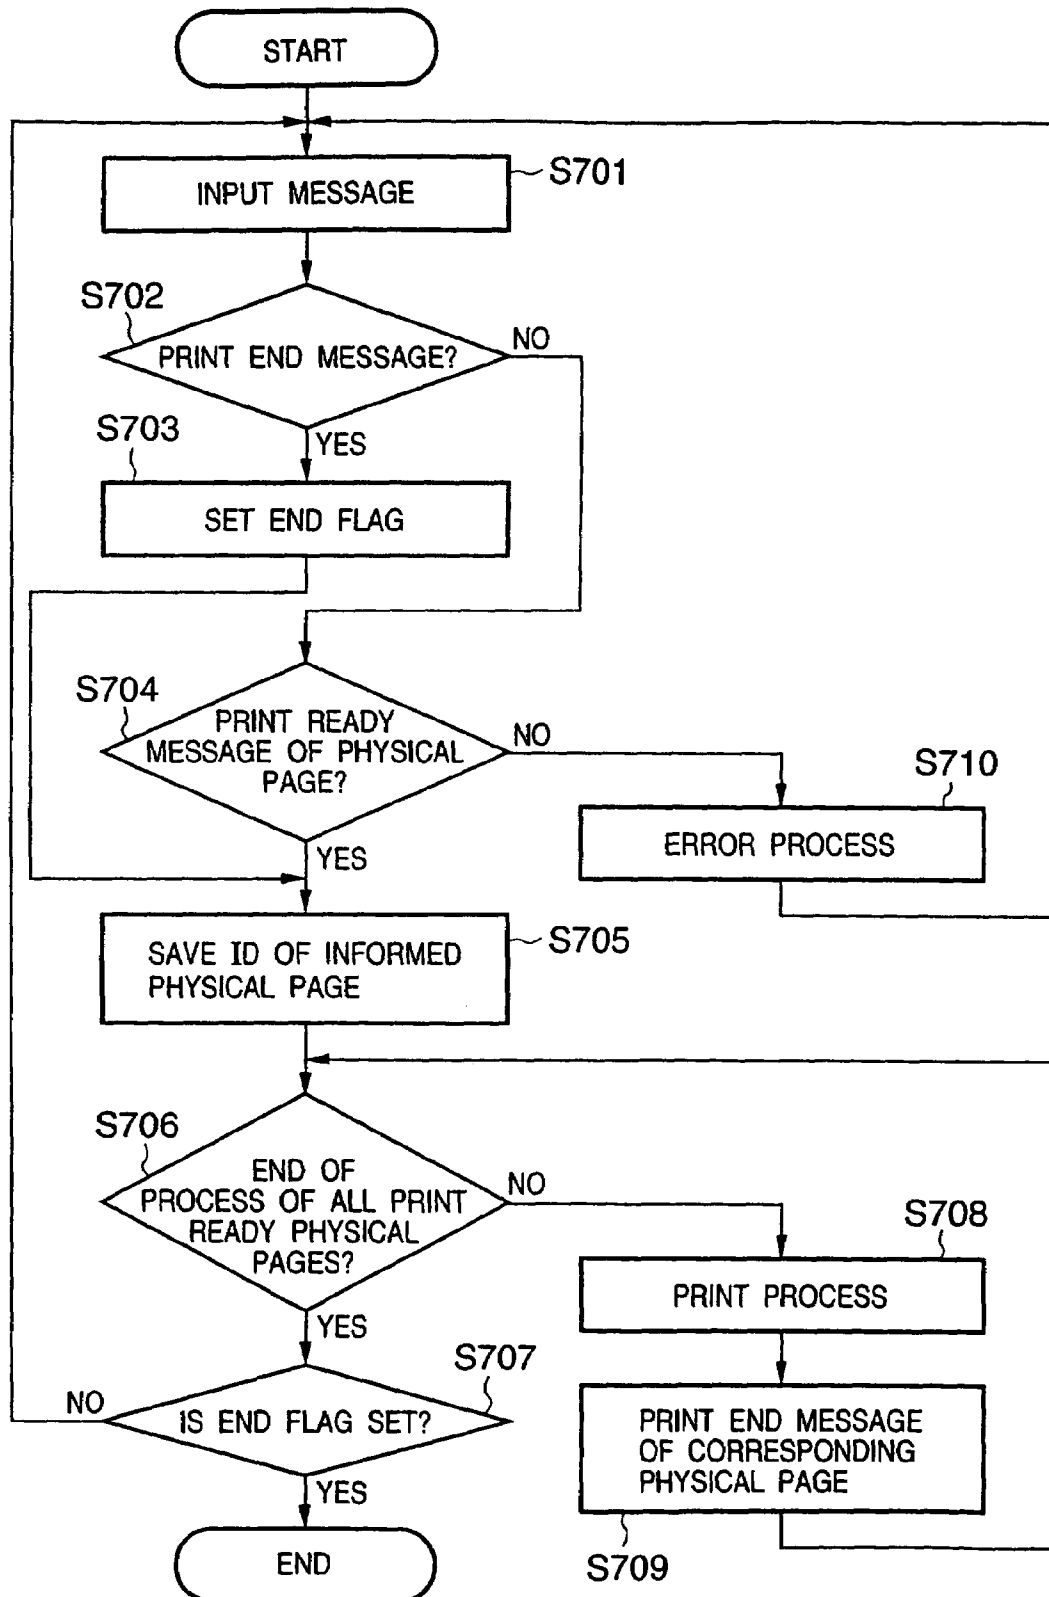 START
INPUT MESSAGE
S701
S702
PRINT END MESSAGE?
NO
S703
YES
SET END FLAG
S704
PRINT READY
MESSAGE OF PHYSICAL
PAGE?
NO
YES
S710
ERROR PROCESS
SAVE ID OF INFORMED
PHYSICAL PAGE
S705
S706
END OF
PROCESS OF ALL PRINT
READY PHYSICAL
PAGES?
NO
YES
S708
PRINT PROCESS
S707
NO
IS END FLAG SET?
YES
PRINT END MESSAGE
OF CORRESPONDING
PHYSICAL PAGE
S709
END